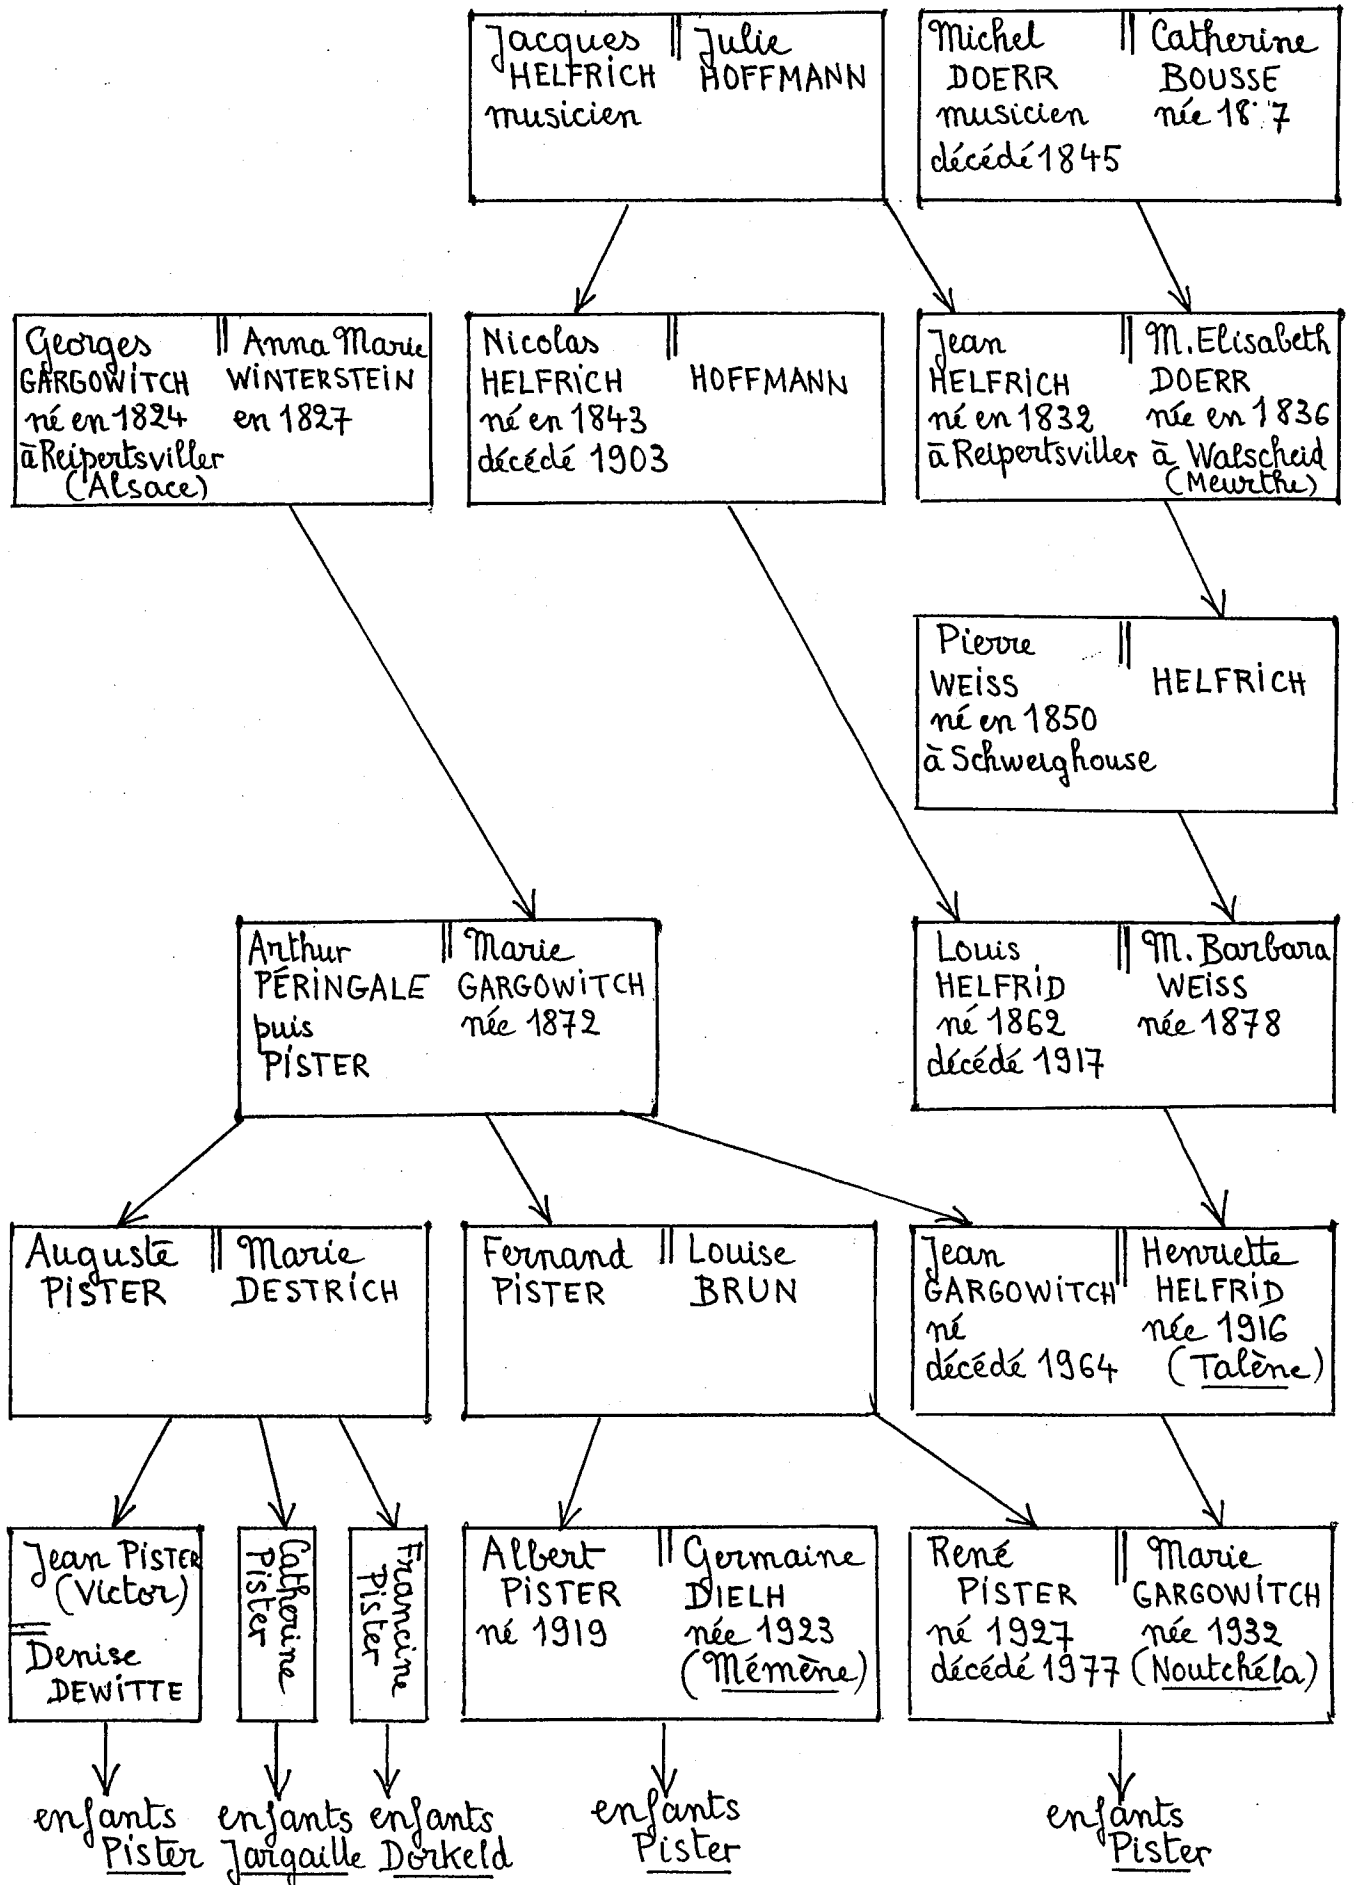 Jacques
HELFRICH
musicien
Julie
HOFFMANN
Michel
DOERR
musicien
décédé 1845
Catherine
BOUSSE
née
Georges
GARGOWITCH
né en 1824
à Reipertsviller
(Alsace)
Anna Marie
WINTERSTEIN
en 1827
Nicolas
HELFRICH
né en 1843
décédé 1903
HOFFMANN
Jean
HELFRICH
né en 1832
à Reipertsviller
M. Elisabeth
DOERR
née en 1836
à Walscheid
(Meurthe)
Pierre
WEISS
né en 1850
à Schweighouse
HELFRICH
Arthur
PÉRINGALE
puis
PISTER
Marie
GARGOWITCH
née 1872
Louis
HELFRID
né 1862
décédé 1917
M. Barbara
WEISS
née 1878
Auguste
PISTER
Marie
DESTRICH
Fernand
PISTER
Louise
BRUN
Jean
GARGOWITCH
né
décédé 1964
Henriette
HELFRID
née 1916
(Talène)
Jean PISTER
(Victor)
Denise
DEWITTE
Catherine
Pister
Francine
Pister
Albert
PISTER
né 1919
Germaine
DIELH
née 1923
(Mémène)
René
PISTER
né 1927
décédé 1977
Marie
GARGOWITCH
née 1932
(Noutchéla)
enfants
Pister
enfants
Jargaille
enfants
Dorkeld
enfants
Pister
enfants
Pister